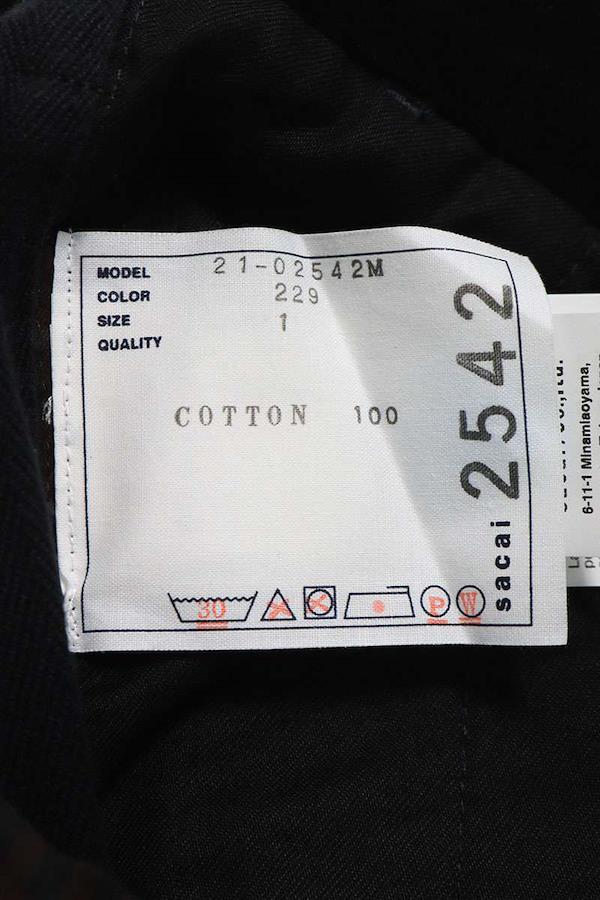 MODEL 21-02542M
COLOR 229
SIZE 1
QUALITY
COTTON 100
sacai 2542
30
P
W
6-11-1 Minamiaoyama,